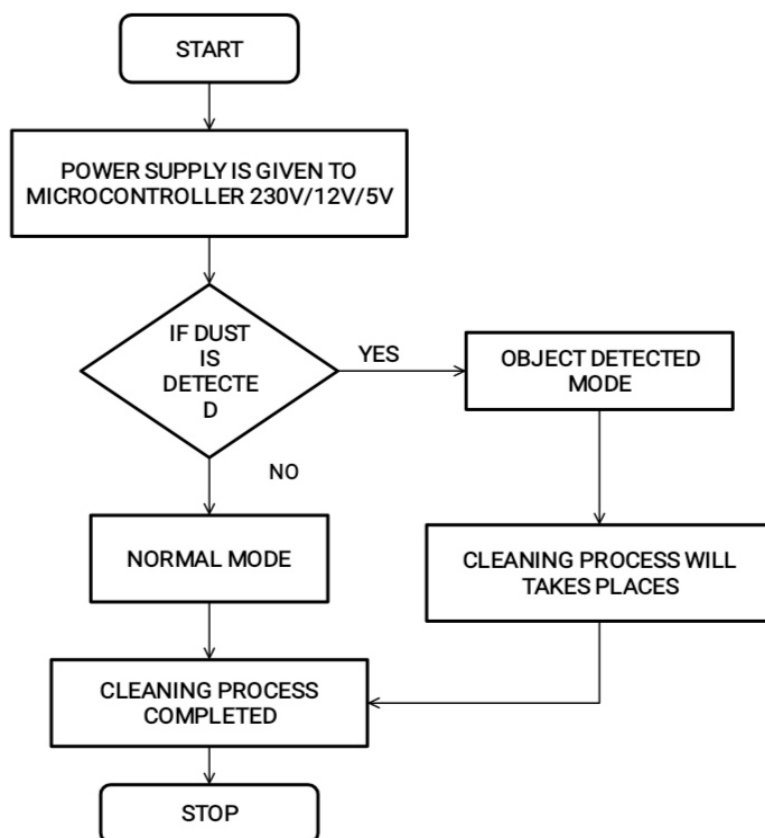 START
POWER SUPPLY IS GIVEN TO
MICROCONTROLLER 230V/12V/5V
IF DUST
IS
DETECTE
D
YES
OBJECT DETECTED
MODE
NO
NORMAL MODE
CLEANING PROCESS WILL
TAKES PLACES
CLEANING PROCESS
COMPLETED
STOP